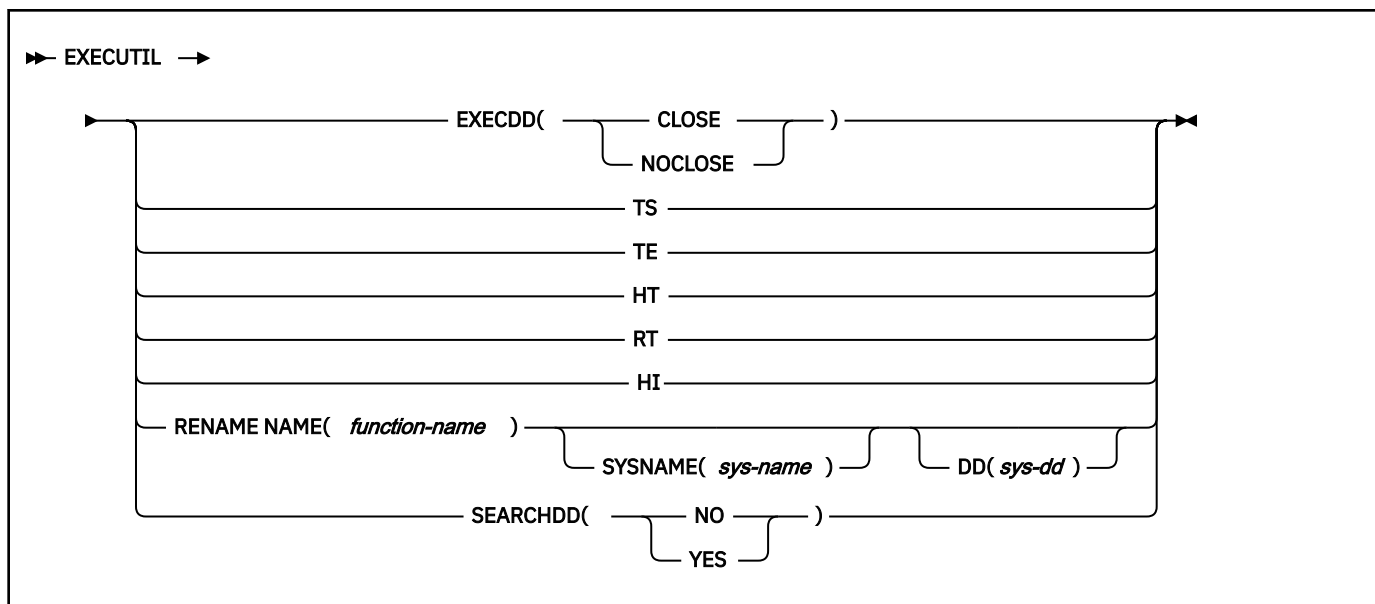 EXECUTIL
EXECDD( CLOSE )
NOCLOSE
TS
TE
HT
RT
HI
RENAME NAME( function-name )
SYSNAME( sys-name ) DD( sys-dd )
SEARCHDD( NO )
YES